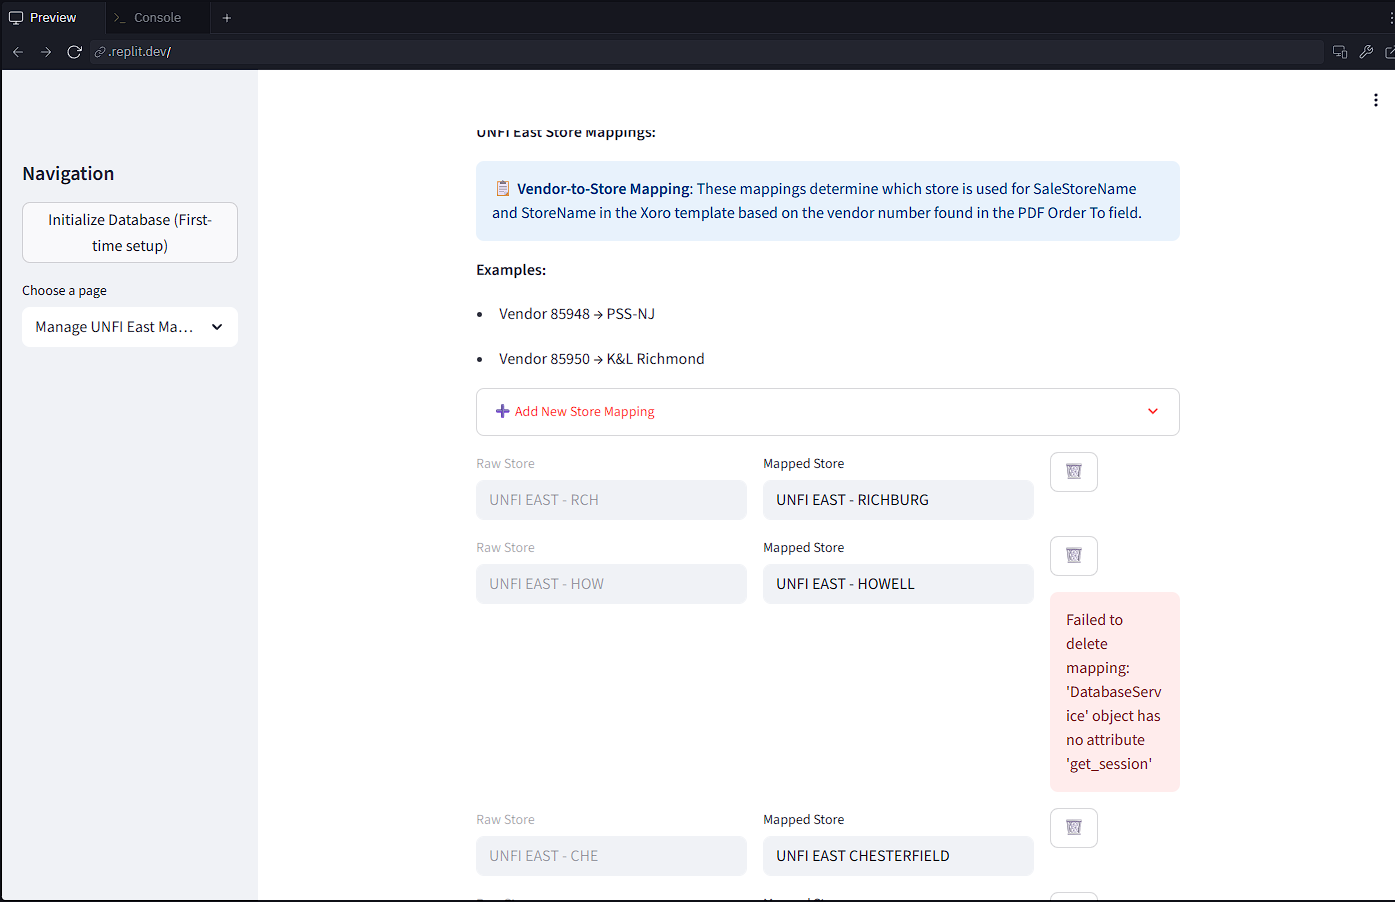 Preview
Console
.replit.dev/
Navigation
Initialize Database (First-
time setup)
Choose a page
Manage UNFI East Ma...
UNFI East Store Mappings:
📋 Vendor-to-Store Mapping: These mappings determine which store is used for SaleStoreName
and StoreName in the Xoro template based on the vendor number found in the PDF Order To field.
Examples:
• Vendor 85948 → PSS-NJ
• Vendor 85950 → K&L Richmond
➕ Add New Store Mapping
Raw Store
Mapped Store
UNFI EAST - RCH
UNFI EAST - RICHBURG
Raw Store
Mapped Store
UNFI EAST - HOW
UNFI EAST - HOWELL
Failed to
delete
mapping:
'DatabaseServ
ice' object has
no attribute
'get_session'
Raw Store
Mapped Store
UNFI EAST - CHE
UNFI EAST CHESTERFIELD